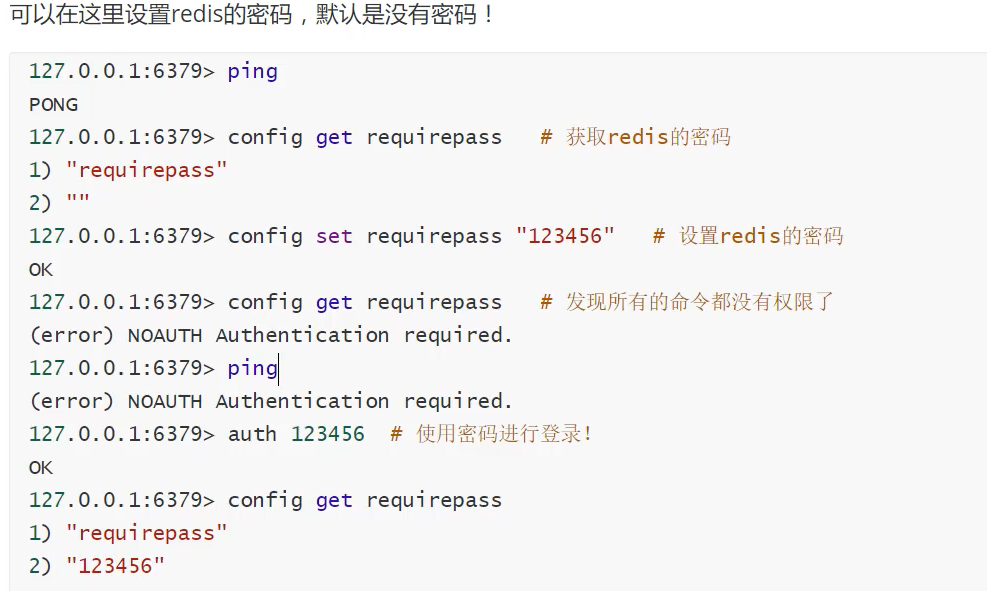 可以在这里设置redis的密码，默认是没有密码！
127.0.0.1:6379> ping
PONG
127.0.0.1:6379> config get requirepass   # 获取redis的密码
1) "requirepass"
2) ""
127.0.0.1:6379> config set requirepass "123456"   # 设置redis的密码
OK
127.0.0.1:6379> config get requirepass   # 发现所有的命令都没有权限了
(error) NOAUTH Authentication required.
127.0.0.1:6379> ping
(error) NOAUTH Authentication required.
127.0.0.1:6379> auth 123456  # 使用密码进行登录！
OK
127.0.0.1:6379> config get requirepass
1) "requirepass"
2) "123456"